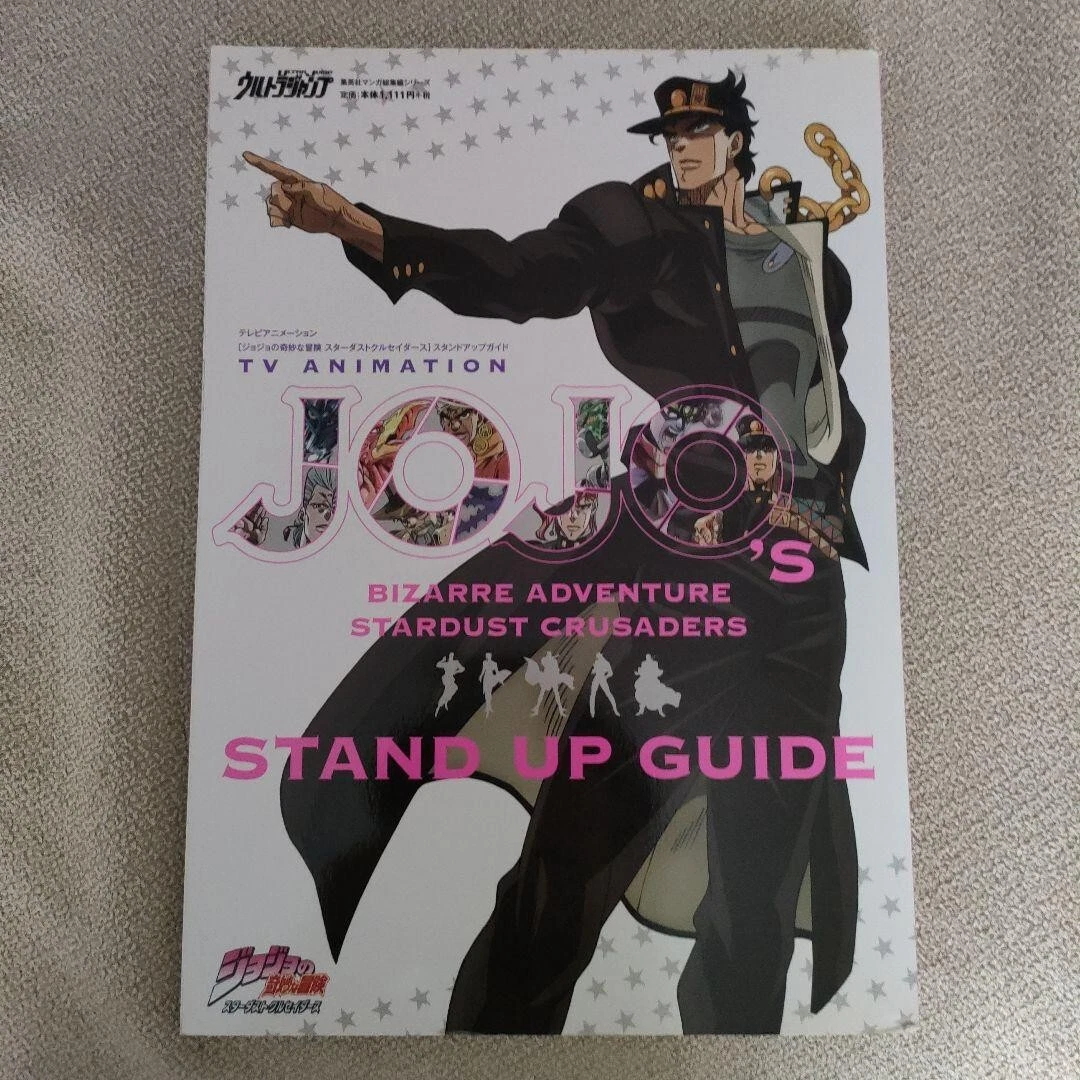 ウルトラジャンプ
集英社マンガ総集編シリーズ
定価:本体1,111円+税
テレビアニメーション
[ジョジョの奇妙な冒険 スターダストクルセイダース] スタンドアップガイド
TV ANIMATION
JOJO's
BIZARRE ADVENTURE
STARDUST CRUSADERS
STAND UP GUIDE
ジョジョの
奇妙な冒険
スターダストクルセイダース